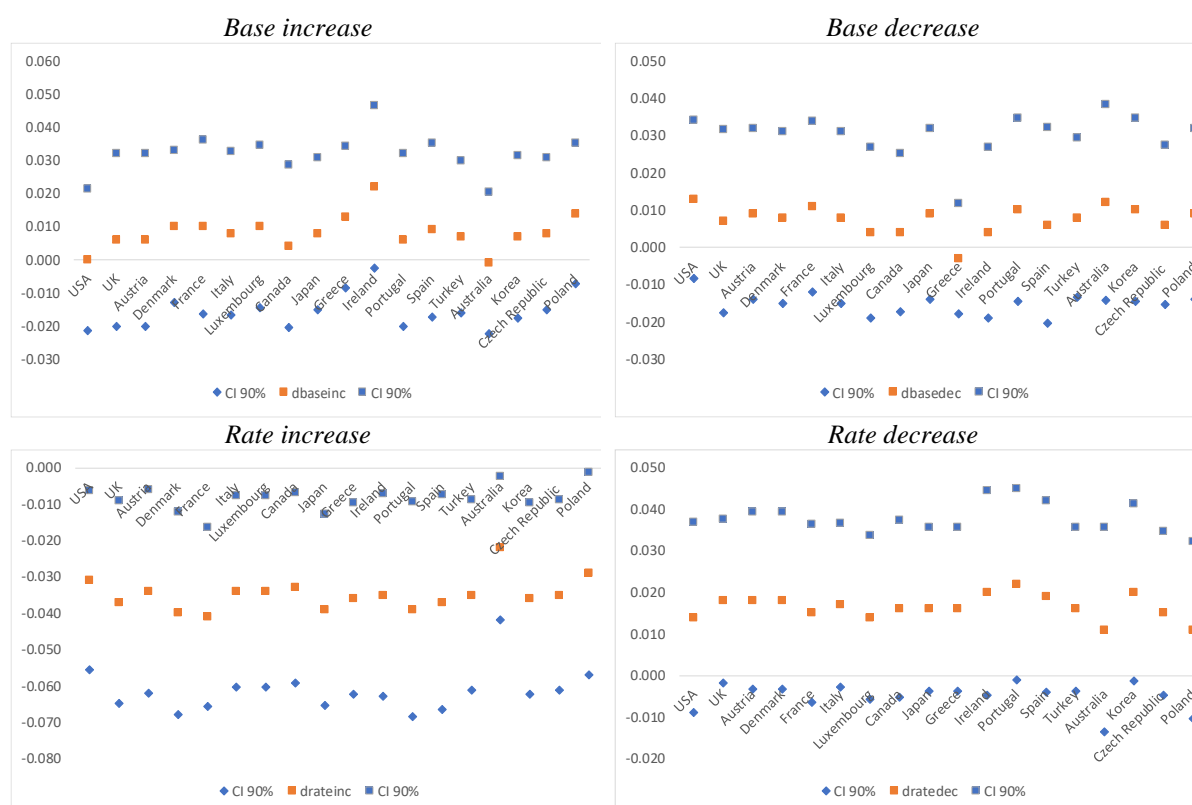 Base increase
0.060
0.050
0.040
0.030
0.020
0.010
0.000
-0.010
-0.020
-0.030
USA
UK
Austria
Denmark
France
Italy
Luxembourg
Canada
Japan
Greece
Ireland
Portugal
Spain
Turkey
Australia
Korea
Czech Republic
Poland
CI 90% dbaseinc CI 90%
Base decrease
0.050
0.040
0.030
0.020
0.010
0.000
-0.010
-0.020
-0.030
USA
UK
Austria
Denmark
France
Italy
Luxembourg
Canada
Japan
Greece
Ireland
Portugal
Spain
Turkey
Australia
Korea
Czech Republic
Poland
CI 90% dbasedec CI 90%
Rate increase
0.000
-0.010
-0.020
-0.030
-0.040
-0.050
-0.060
-0.070
-0.080
USA
UK
Austria
Denmark
France
Italy
Luxembourg
Canada
Japan
Greece
Ireland
Portugal
Spain
Turkey
Australia
Korea
Czech Republic
Poland
CI 90% drateinc CI 90%
Rate decrease
0.050
0.040
0.030
0.020
0.010
0.000
-0.010
-0.020
USA
UK
Austria
Denmark
France
Italy
Luxembourg
Canada
Japan
Greece
Ireland
Portugal
Spain
Turkey
Australia
Korea
Czech Republic
Poland
CI 90% dratedec CI 90%